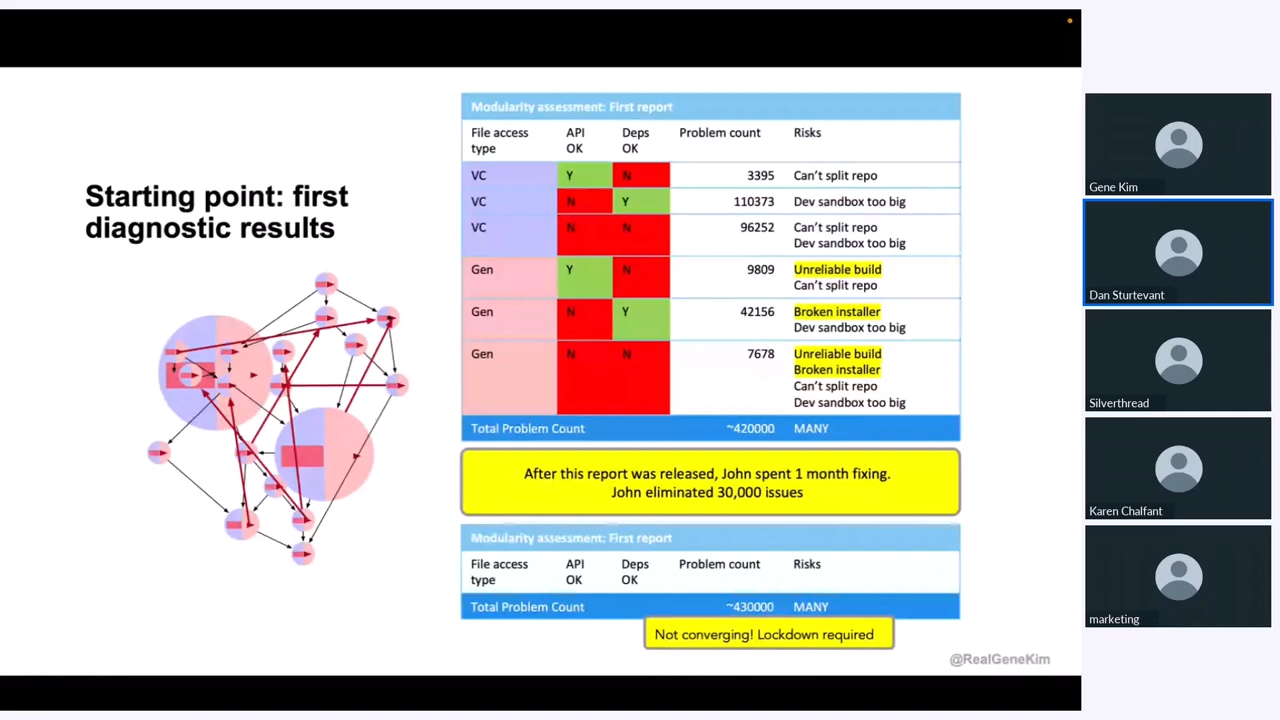 Starting point: first
diagnostic results
Modularity assessment: First report
File access type API OK Deps OK Problem count Risks
VC Y N 3395 Can't split repo
VC N Y 110373 Dev sandbox too big
VC N N 96252 Can't split repo
Dev sandbox too big
Gen Y N 9809 Unreliable build
Can't split repo
Gen N Y 42156 Broken installer
Dev sandbox too big
Gen N N 7678 Unreliable build
Broken installer
Can't split repo
Dev sandbox too big
Total Problem Count ~420000 MANY
After this report was released, John spent 1 month fixing.
John eliminated 30,000 issues
Modularity assessment: First report
File access type API OK Deps OK Problem count Risks
Total Problem Count ~430000 MANY
Not converging! Lockdown required
@RealGeneKim
Gene Kim
Dan Sturtevant
Silverthread
Karen Chalfant
marketing